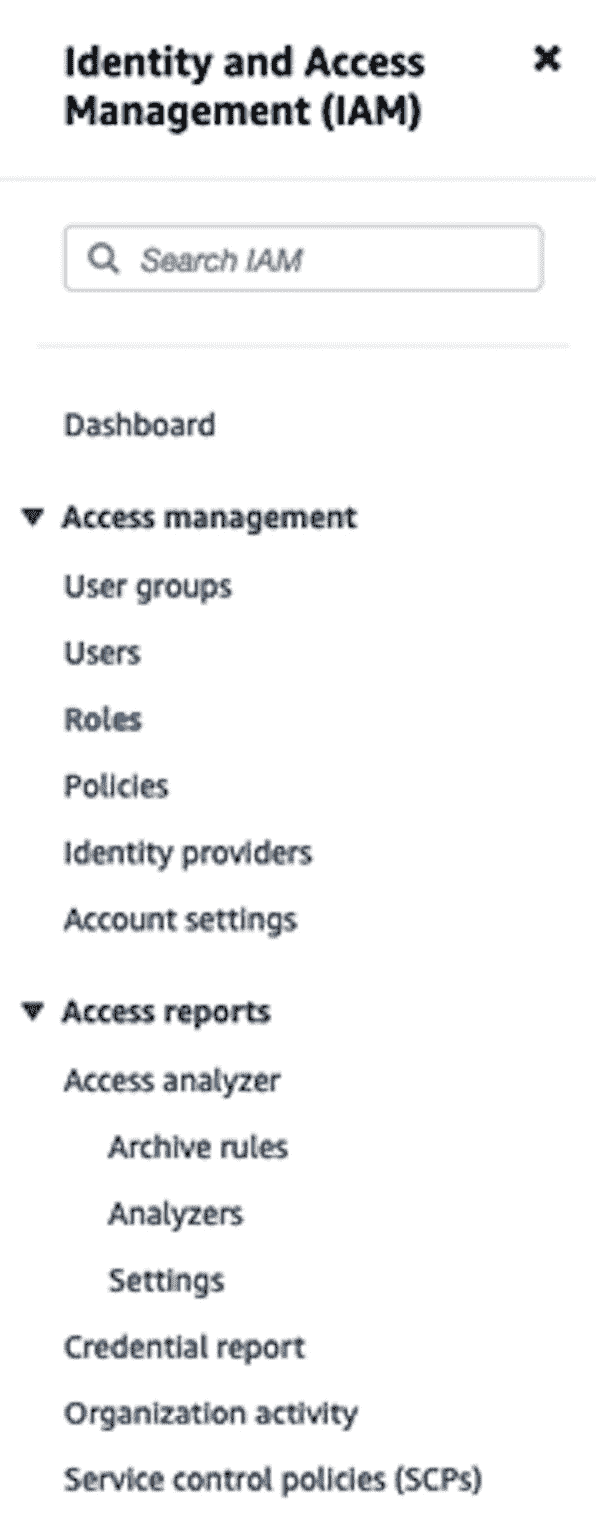 Identity and Access
Management (IAM)
Search IAM
Dashboard
Access management
User groups
Users
Roles
Policies
Identity providers
Account settings
Access reports
Access analyzer
Archive rules
Analyzers
Settings
Credential report
Organization activity
Service control policies (SCPs)